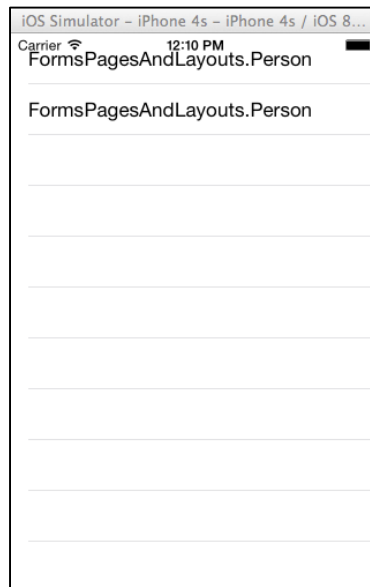 iOS Simulator – iPhone 4s – iPhone 4s / iOS 8...
Carrier 12:10 PM
FormsPagesAndLayouts.Person
FormsPagesAndLayouts.Person